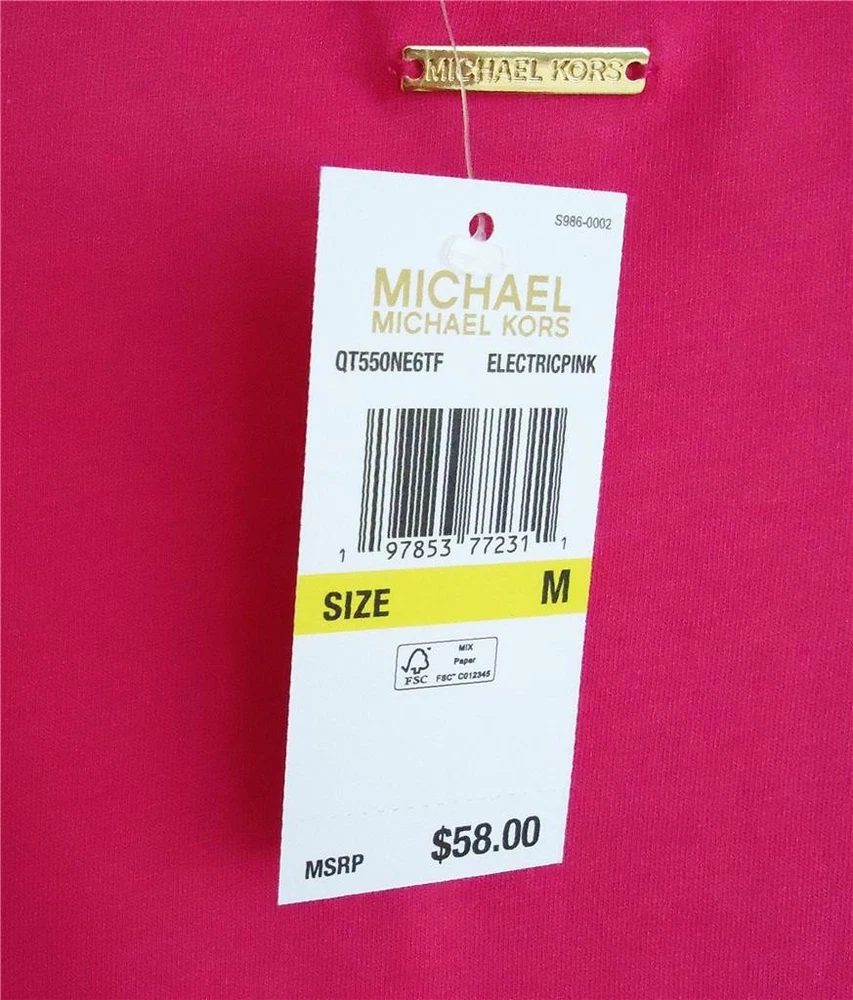 MICHAEL KORS
S986-0002
MICHAEL
MICHAEL KORS
QT550NE6TF ELECTRICPINK
1 97853 77231 1
SIZE M
MIX
Paper
FSC FSC™ C012345
MSRP $58.00